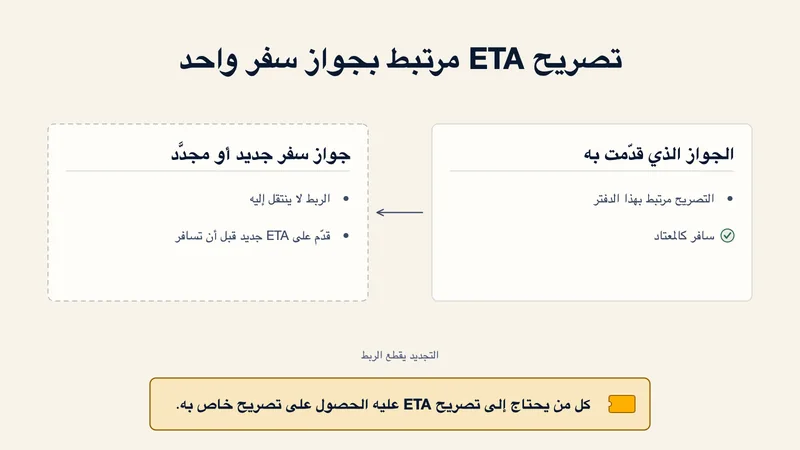 تصريح ETA مرتبط بجواز سفر واحد
الجواز الذي قدّمت به
التصريح مرتبط بهذا الدفتر
سافر كالمعتاد
جواز سفر جديد أو مجدَّد
الربط لا ينتقل إليه
قدّم على ETA جديد قبل أن تسافر
التجديد يقطع الربط
كل من يحتاج إلى تصريح ETA عليه الحصول على تصريح خاص به.